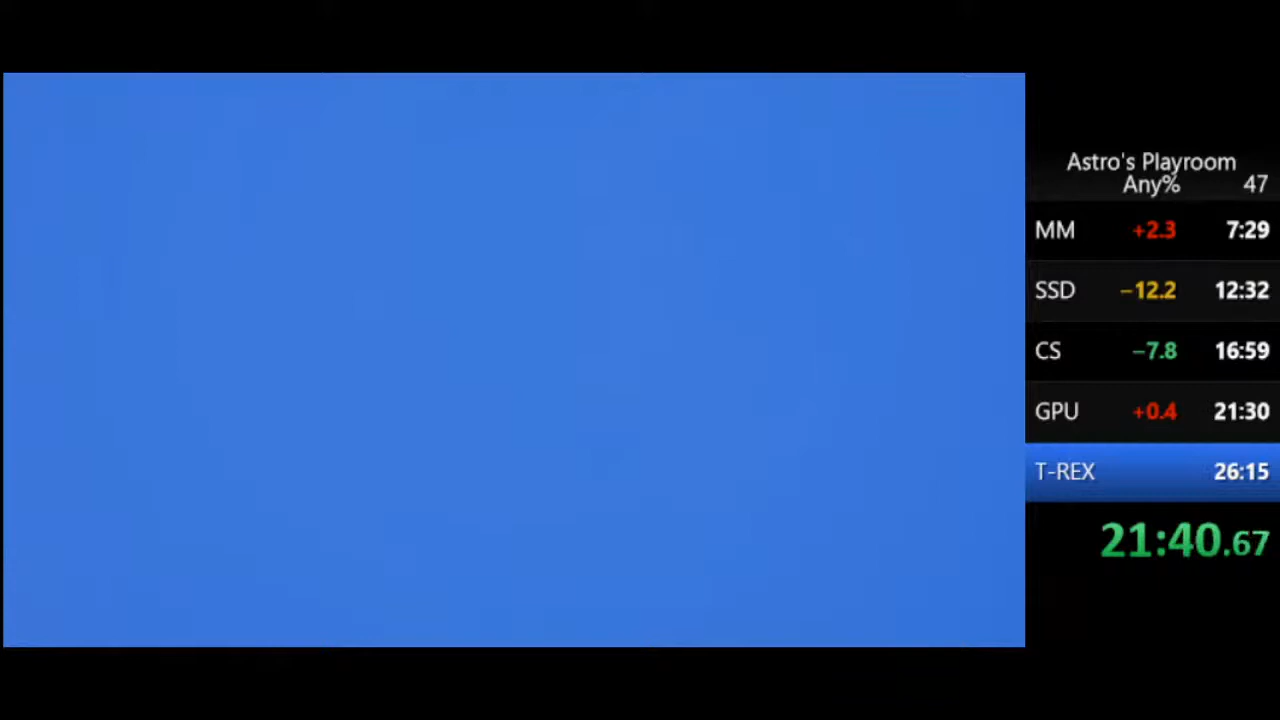 Astro's Playroom
Any% 47
MM +2.3 7:29
SSD −12.2 12:32
CS −7.8 16:59
GPU +0.4 21:30
T-REX 26:15
21:40.67